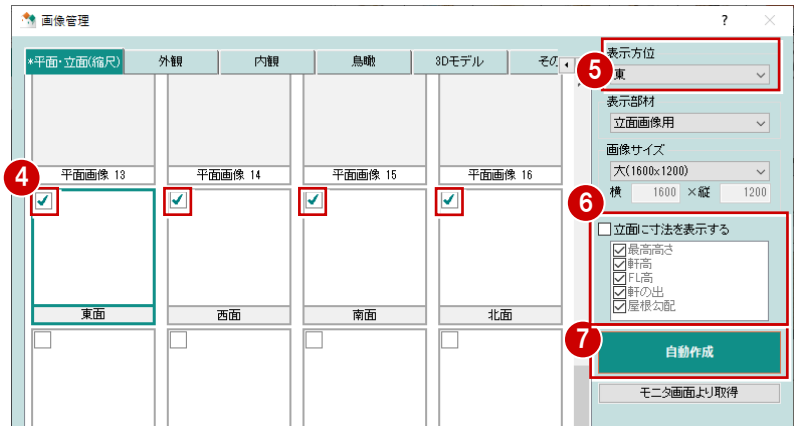 画像管理
? ×
*平面・立面(縮尺) 外観 内観 鳥瞰 3Dモデル その
平面画像 13 平面画像 14 平面画像 15 平面画像 16
4
東面 西面 南面 北面
5
表示方位
東
表示部材
立面画像用
画像サイズ
大(1600×1200)
横 1600 ×縦 1200
6
立面に寸法を表示する
最高高さ
軒高
FL高
軒の出
屋根勾配
7
自動作成
モニタ画面より取得